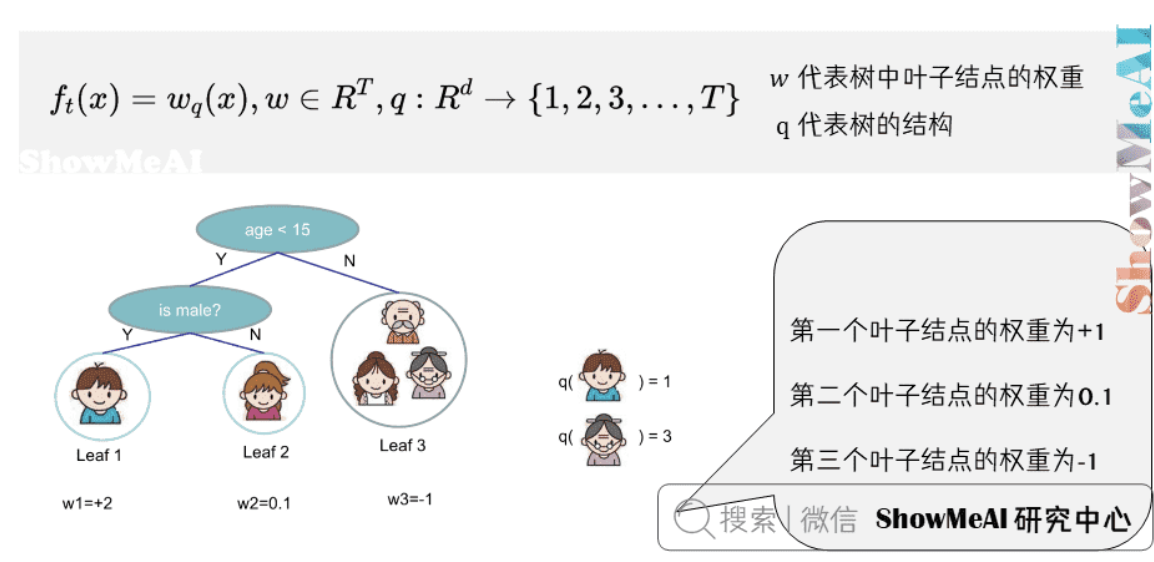 f_t(x) = w_q(x), w ∈ R^T, q : R^d → {1, 2, 3, . . . , T}
w 代表树中叶子结点的权重
q 代表树的结构
ShowMeAI
ShowMeAI
age < 15
Y
N
is male?
Y
N
Leaf 1
Leaf 2
Leaf 3
w1=+2
w2=0.1
w3=-1
q( ) = 1
q( ) = 3
第一个叶子结点的权重为+1
第二个叶子结点的权重为0.1
第三个叶子结点的权重为-1
搜索 | 微信 ShowMeAI 研究中心